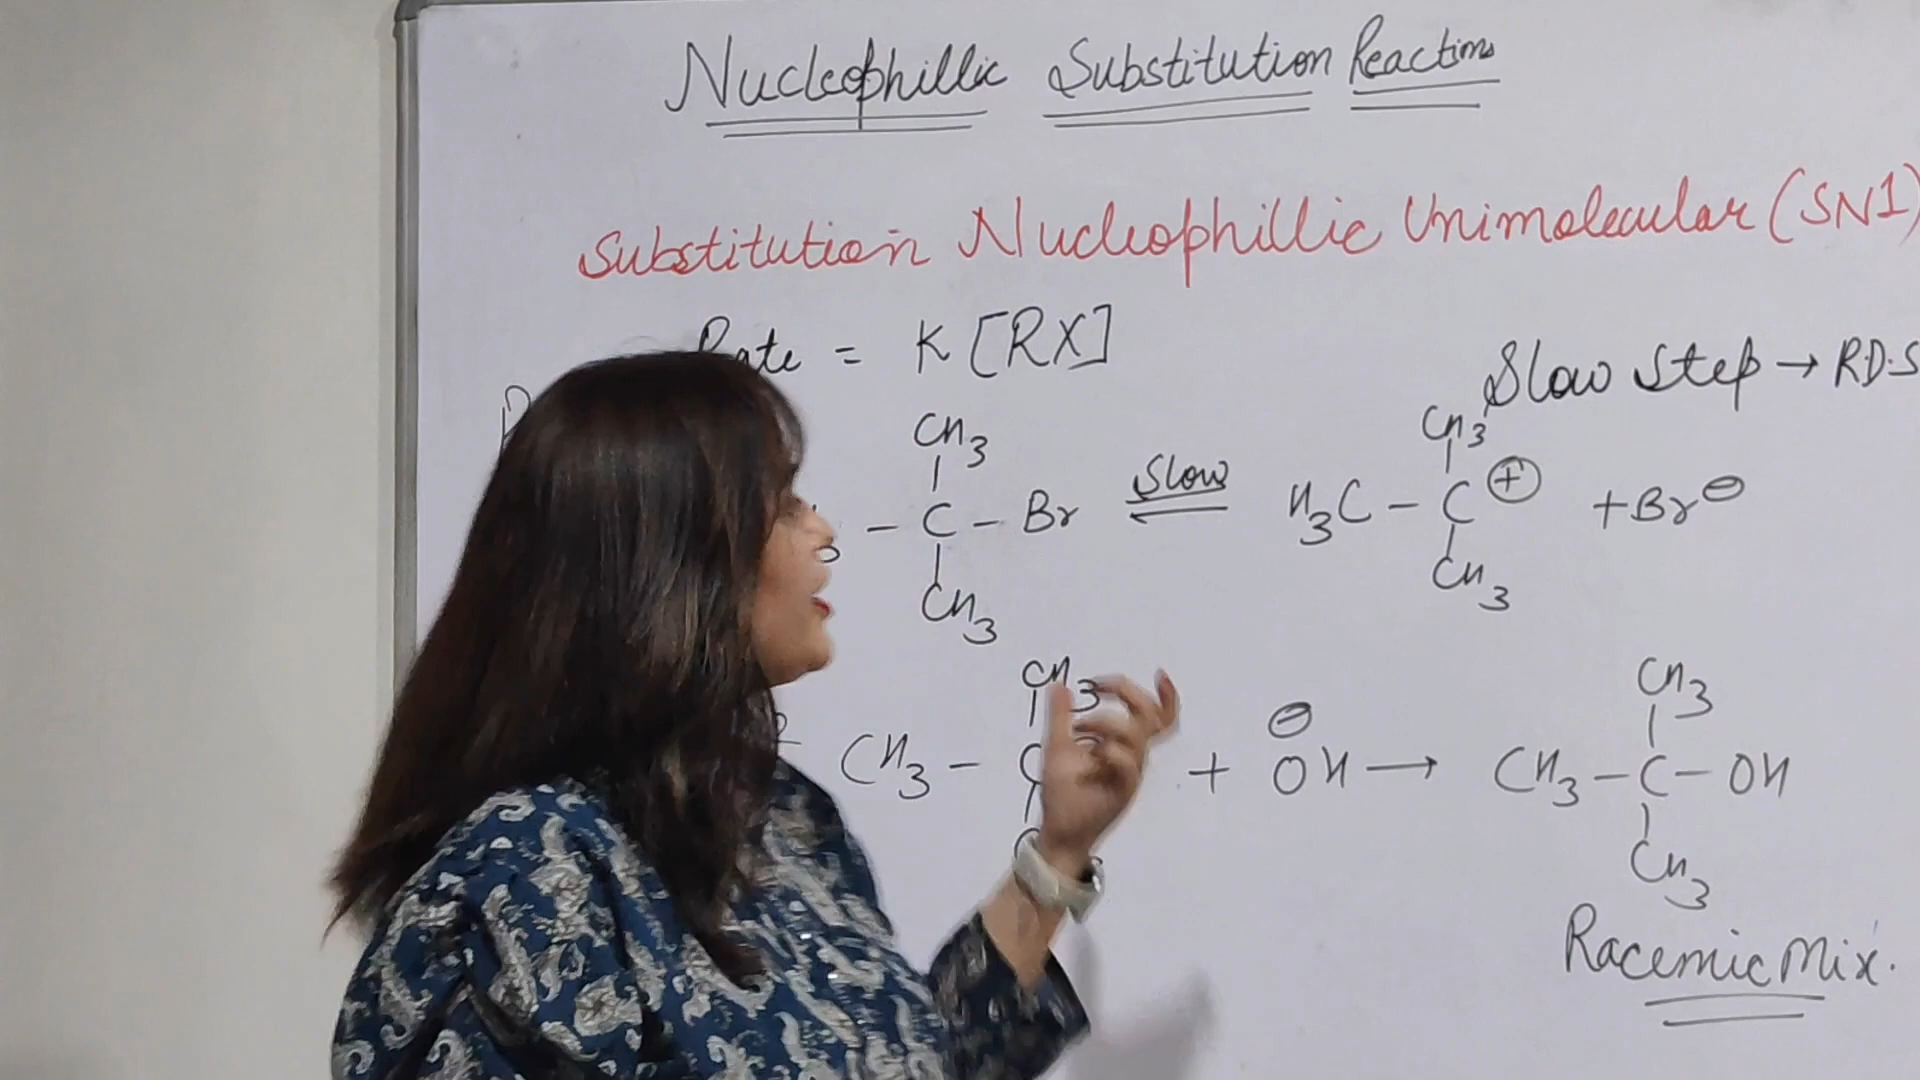 Nucleophillic Substitution Reactions
Substitution Nucleophillic Unimolecular (SN1)
Rate = K [RX]
Slow Step → R.D.S
CH3
CH3
– C – Br
Slow
H3C – C ⊕ + Br ⊖
CH3
CH3
CH3
CH3
⊖
CH3 – C + OH → CH3 – C – OH
CH3
Racemic Mix.